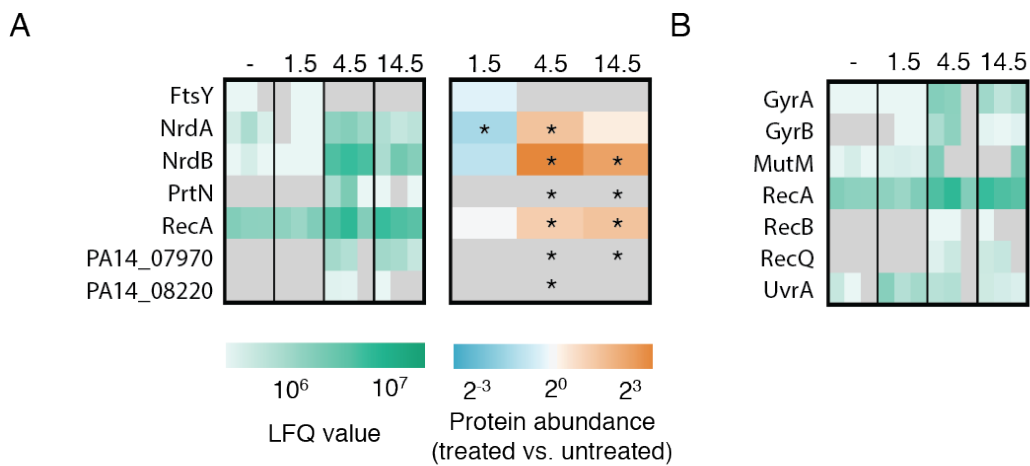 A
B
- 1.5 4.5 14.5
1.5 4.5 14.5
- 1.5 4.5 14.5
FtsY
NrdA
* *
NrdB
* *
PrtN
* *
RecA
* *
PA14_07970
* *
PA14_08220
*
GyrA
GyrB
MutM
RecA
RecB
RecQ
UvrA
10⁶ 10⁷
LFQ value
2⁻³ 2⁰ 2³
Protein abundance
(treated vs. untreated)